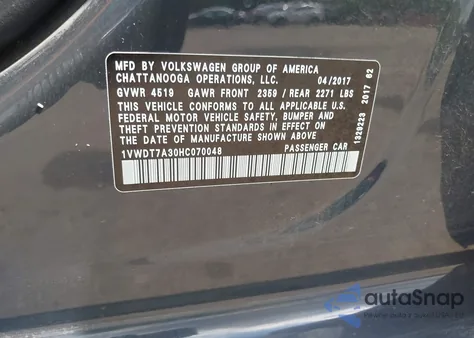 MFD BY VOLKSWAGEN GROUP OF AMERICA
CHATTANOOGA OPERATIONS, LLC. 04/2017
GVWR 4519 GAWR FRONT 2359 / REAR 2271 LBS
THIS VEHICLE CONFORMS TO ALL APPLICABLE U.S.
FEDERAL MOTOR VEHICLE SAFETY, BUMPER AND
THEFT PREVENTION STANDARDS IN EFFECT ON THE
DATE OF MANUFACTURE SHOWN ABOVE
1VWDT7A30HC070048 PASSENGER CAR
1329223 2017 62
autoSnap